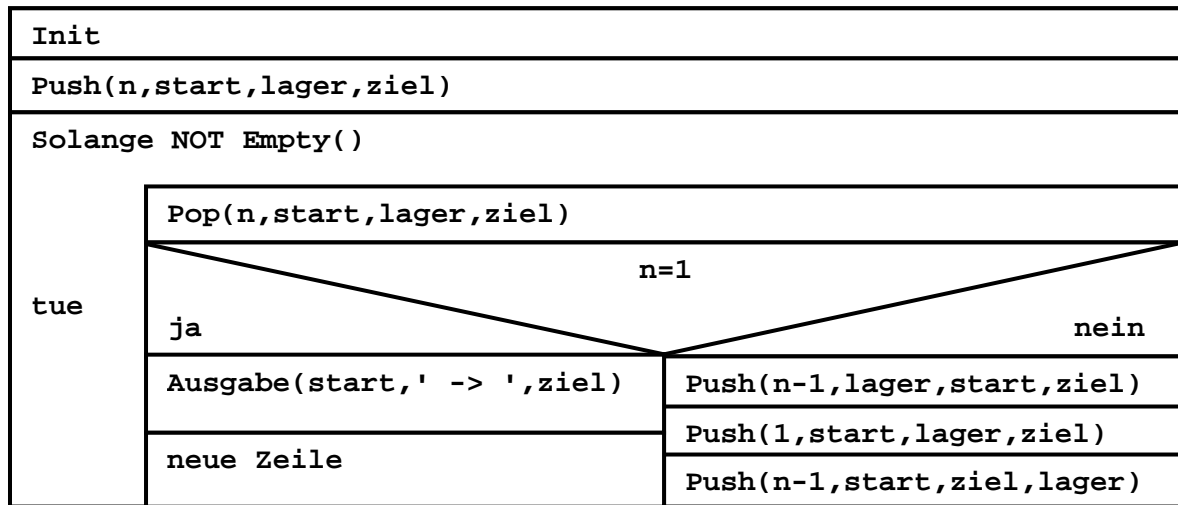 Init
Push(n,start,lager,ziel)
Solange NOT Empty()
tue
Pop(n,start,lager,ziel)
n=1
ja
nein
Ausgabe(start,' -> ',ziel)
neue Zeile
Push(n-1,lager,start,ziel)
Push(1,start,lager,ziel)
Push(n-1,start,ziel,lager)